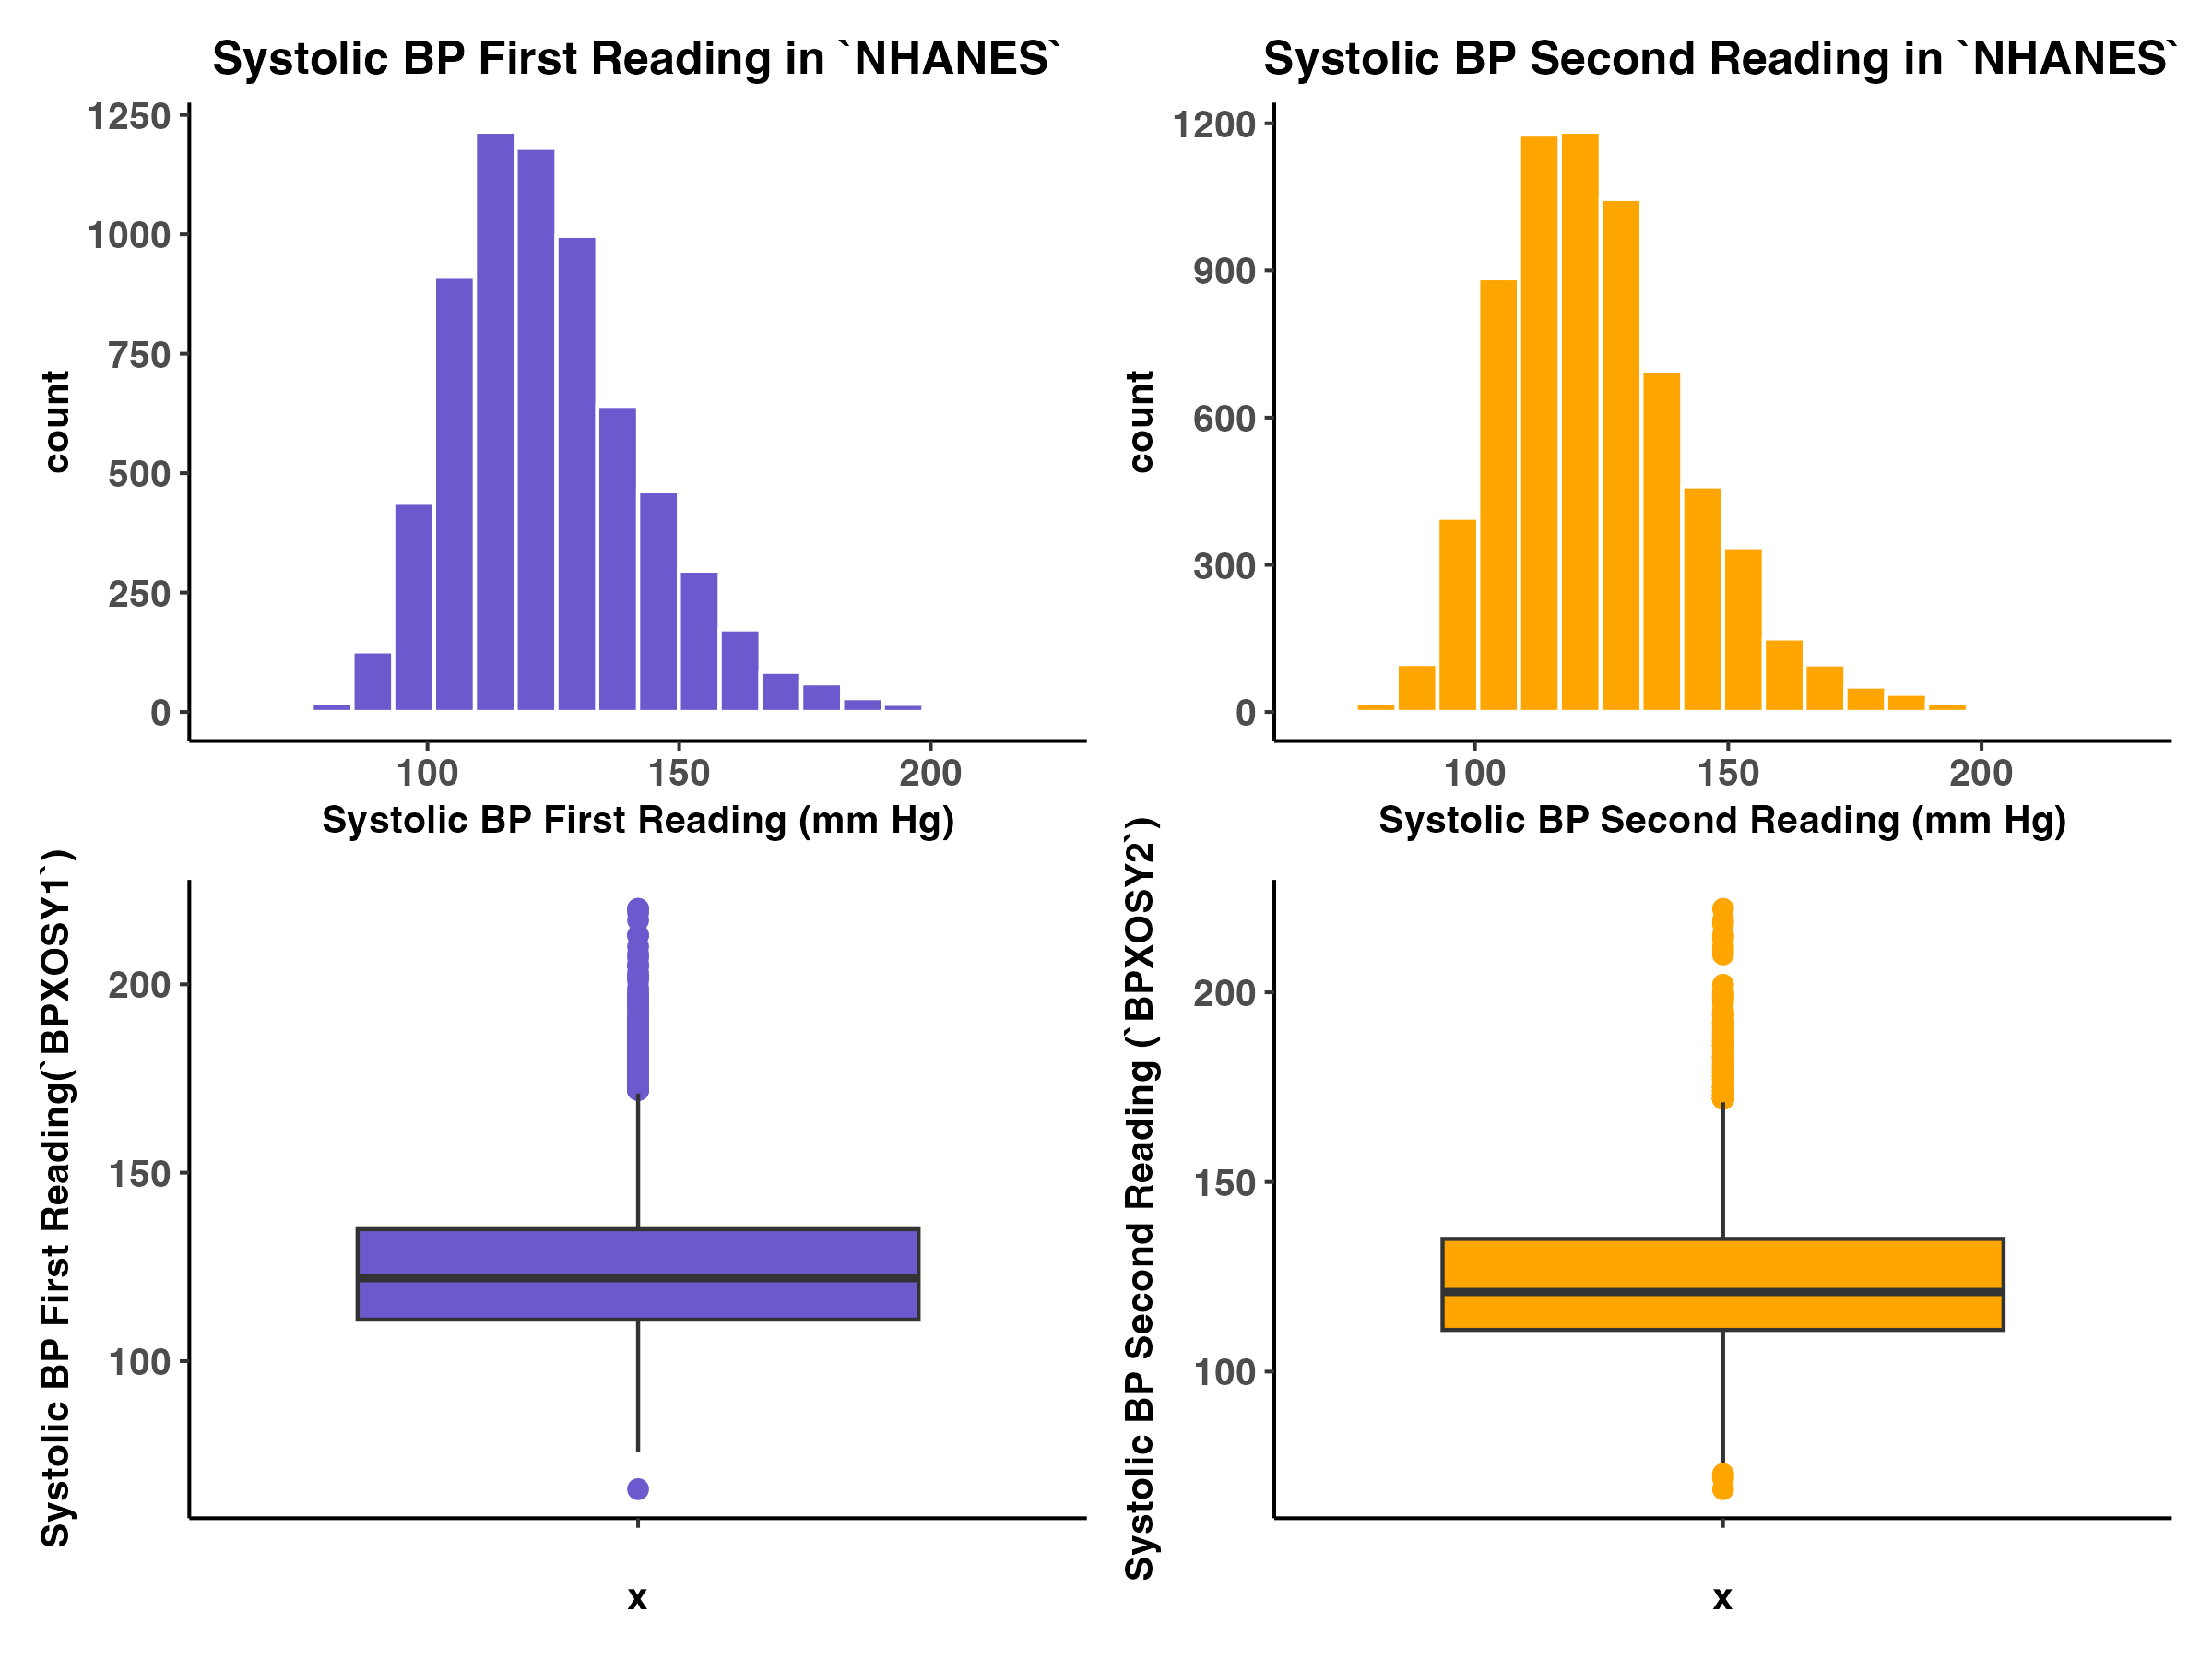 Systolic BP First Reading in `NHANES`
1250
1000
750
500
250
0
count
100 150 200
Systolic BP First Reading (mm Hg)
Systolic BP Second Reading in `NHANES`
1200
900
600
300
0
count
100 150 200
Systolic BP Second Reading (mm Hg)
Systolic BP First Reading(`BPXOSY1`)
200
150
100
x
Systolic BP Second Reading (`BPXOSY2`)
200
150
100
x